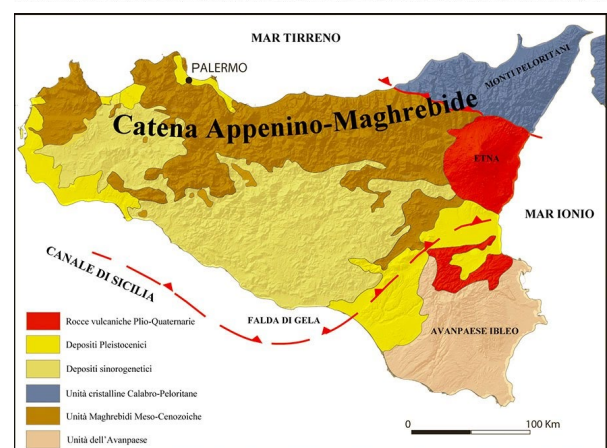 MAR TIRRENO
PALERMO
MONTI PELORITANI
Catena Appenino-Maghrebide
ETNA
MAR IONIO
CANALE DI SICILIA
FALDA DI GELA
AVANPAESE IBLEO
Rocce vulcaniche Plio-Quaternarie
Depositi Pleistocenici
Depositi sinorogenetici
Unità cristalline Calabro-Peloritane
Unità Maghrebidi Meso-Cenozoiche
Unità dell'Avanpaese
0 100 Km